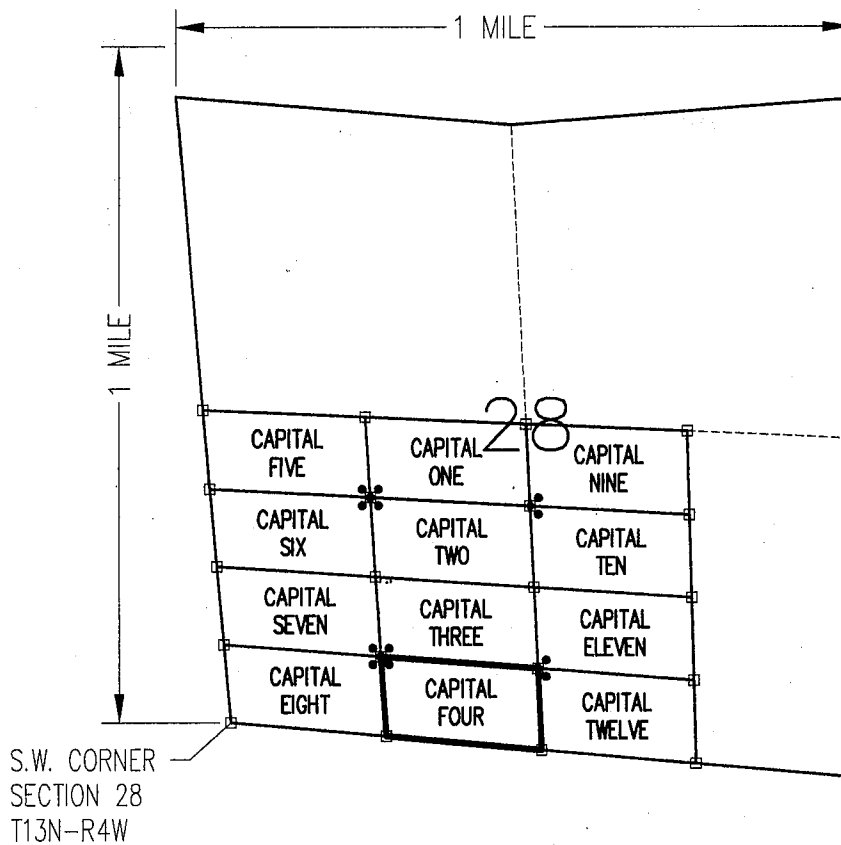 1 MILE
1 MILE
28
CAPITAL
FIVE
CAPITAL
ONE
CAPITAL
NINE
CAPITAL
SIX
CAPITAL
TWO
CAPITAL
TEN
CAPITAL
SEVEN
CAPITAL
THREE
CAPITAL
ELEVEN
CAPITAL
EIGHT
CAPITAL
FOUR
CAPITAL
TWELVE
S.W. CORNER
SECTION 28
T13N-R4W